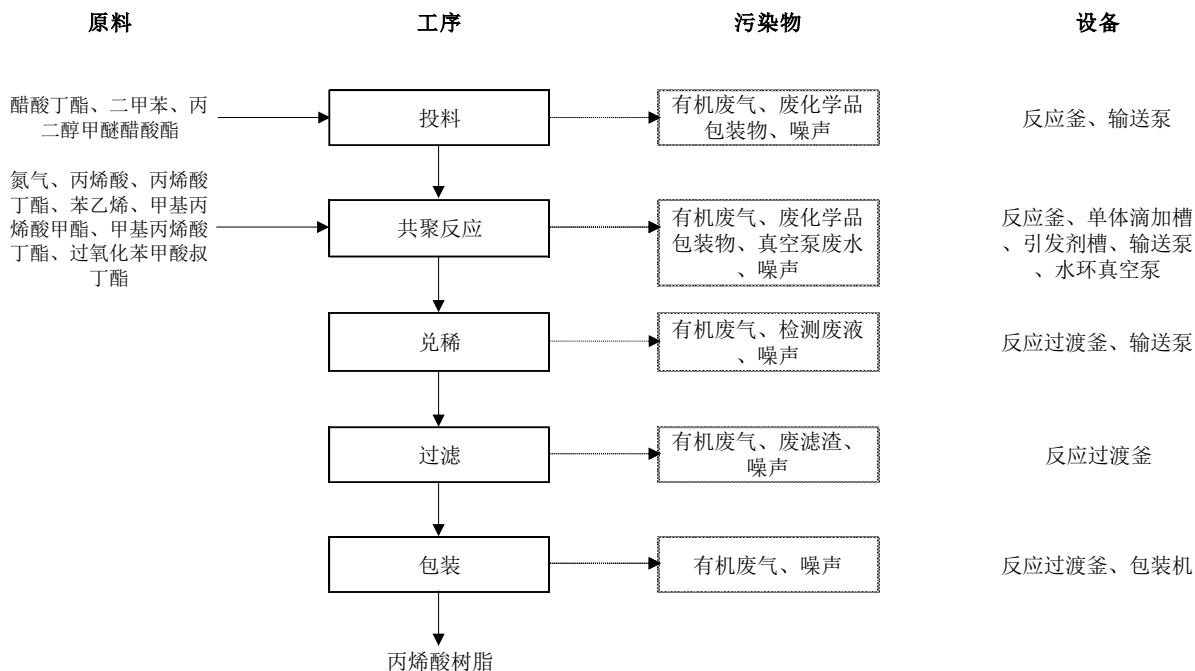 原料
工序
污染物
设备
醋酸丁酯、二甲苯、丙
二醇甲醚醋酸酯
投料
有机废气、废化学品
包装物、噪声
反应釜、输送泵
氮气、丙烯酸、丙烯酸
丁酯、苯乙烯、甲基丙
烯酸甲酯、甲基丙烯酸
丁酯、过氧化苯甲酸叔
丁酯
共聚反应
有机废气、废化学品
包装物、真空泵废水
、噪声
反应釜、单体滴加槽
、引发剂槽、输送泵
、水环真空泵
兑稀
有机废气、检测废液
、噪声
反应过渡釜、输送泵
过滤
有机废气、废滤渣、
噪声
反应过渡釜
包装
有机废气、噪声
反应过渡釜、包装机
丙烯酸树脂